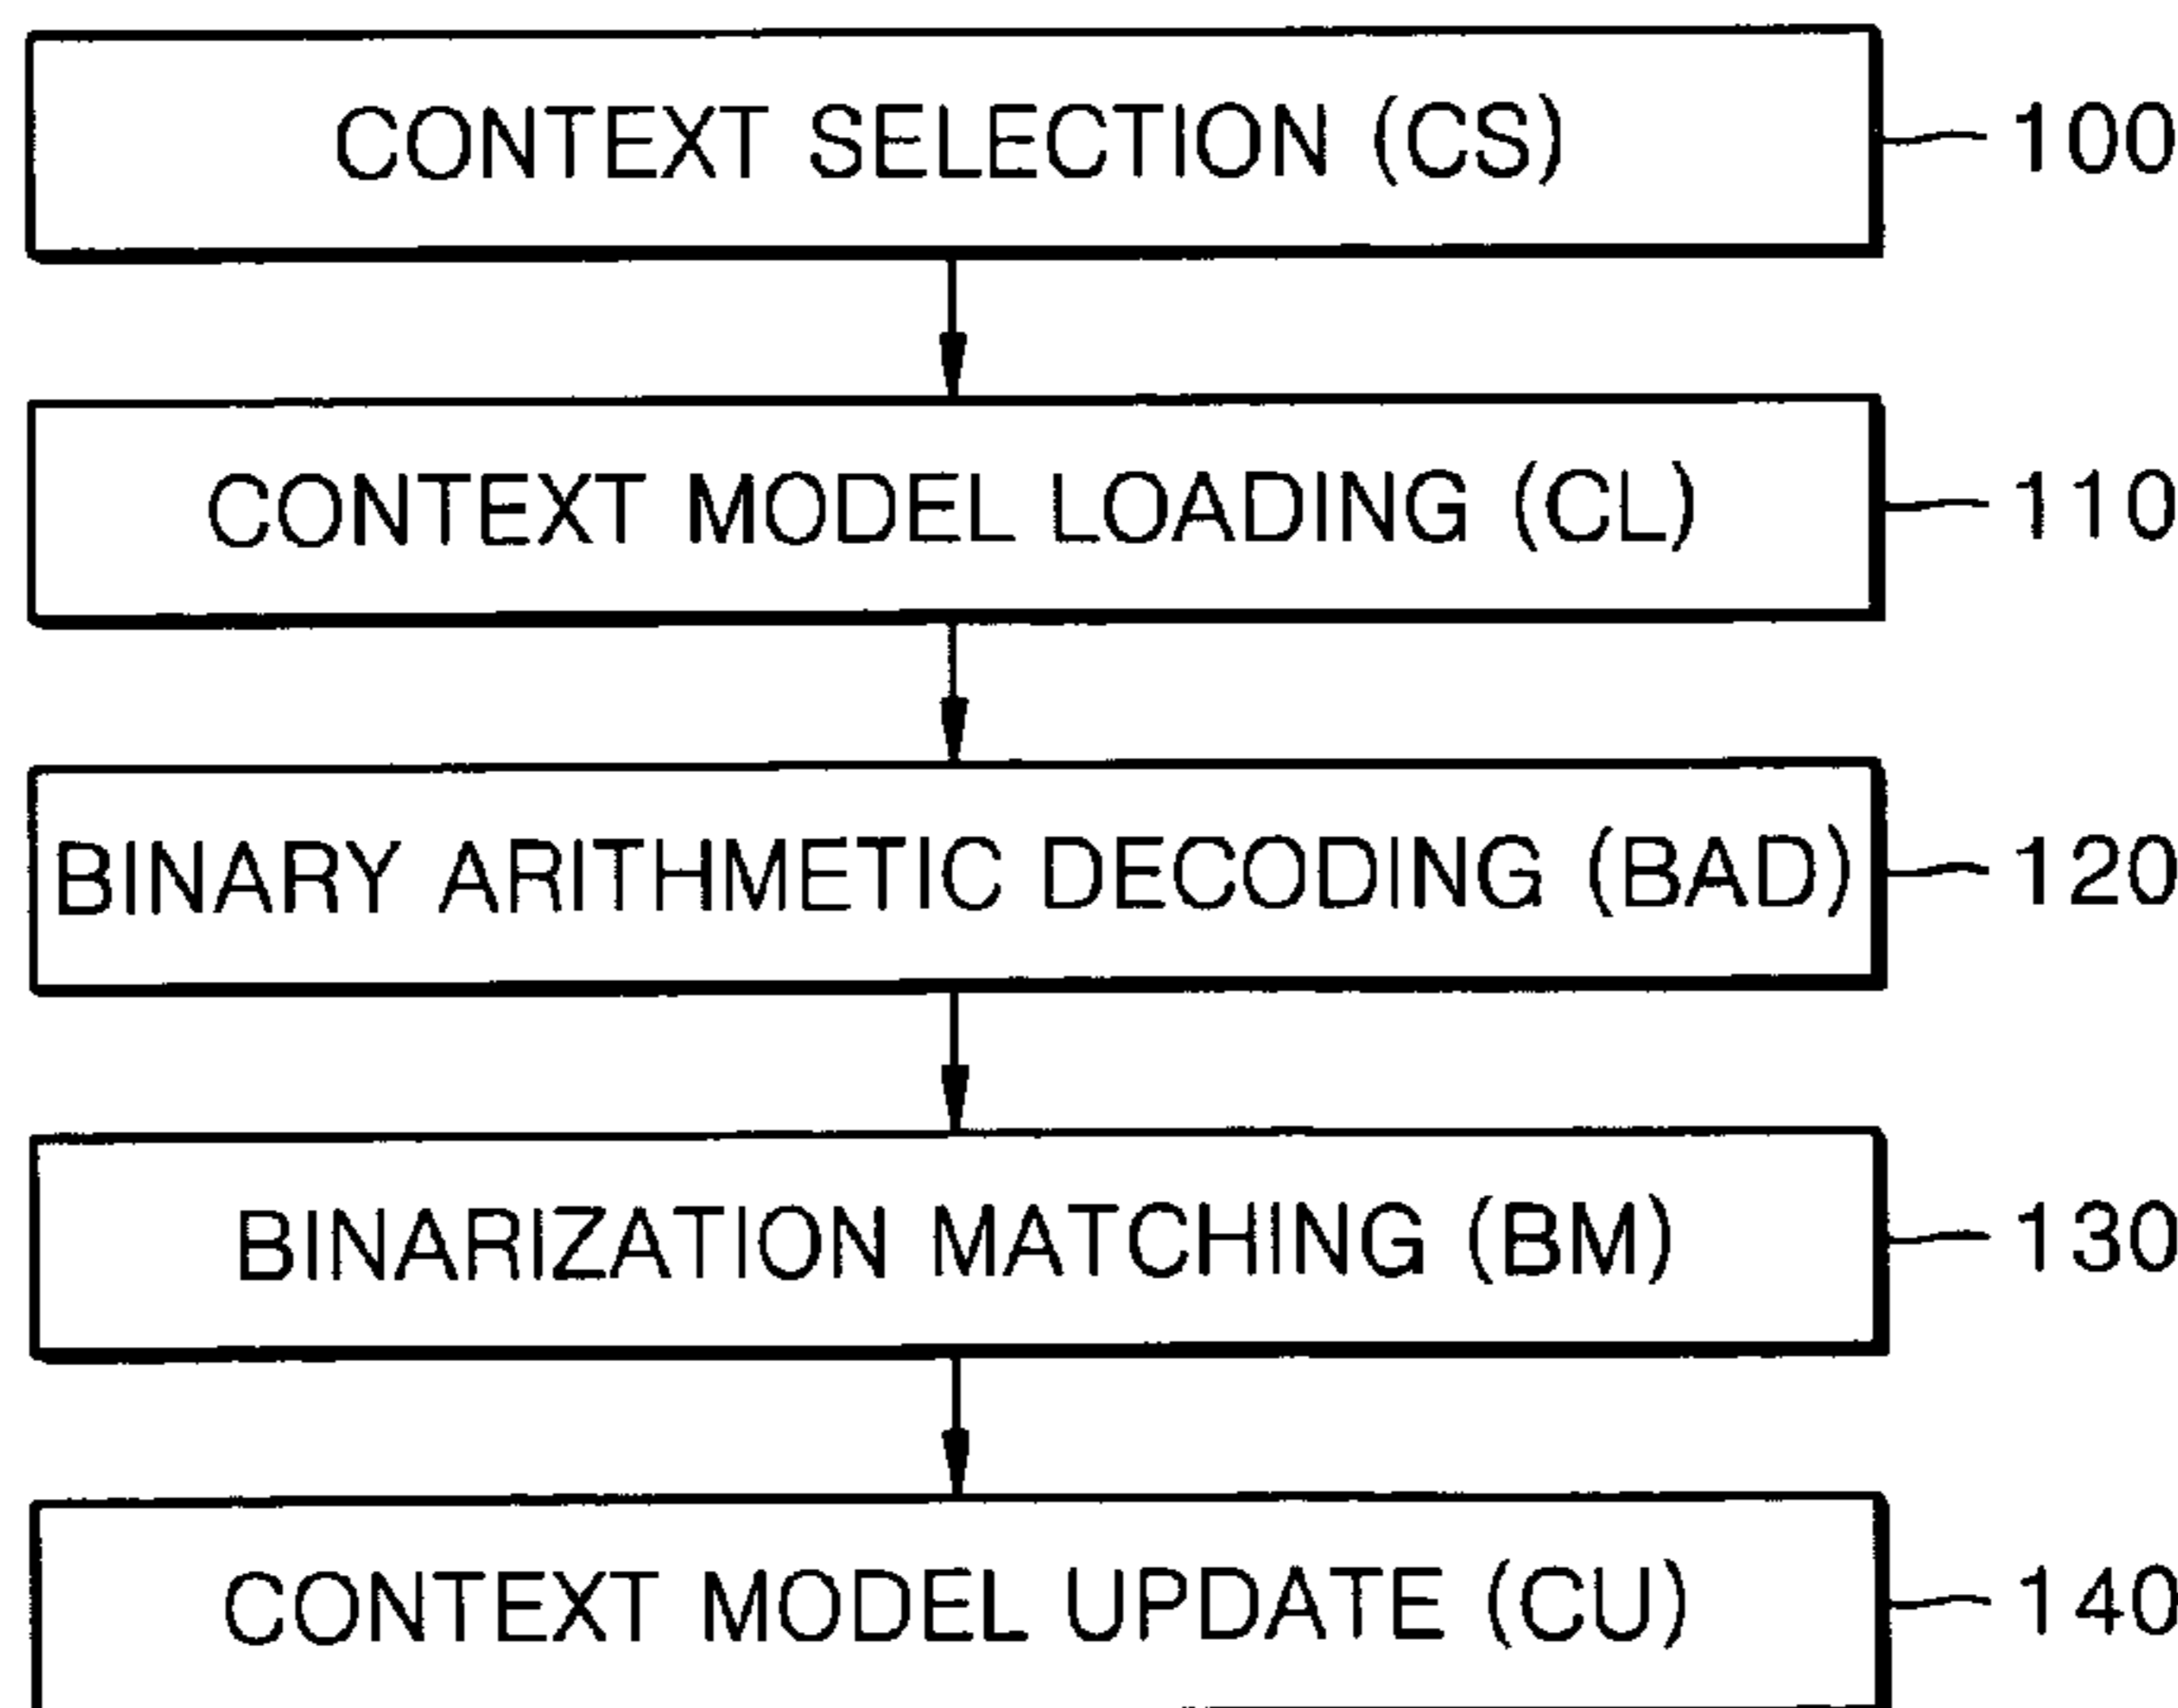 CONTEXT SELECTION (CS) 100
CONTEXT MODEL LOADING (CL) 110
BINARY ARITHMETIC DECODING (BAD) 120
BINARIZATION MATCHING (BM) 130
CONTEXT MODEL UPDATE (CU) 140